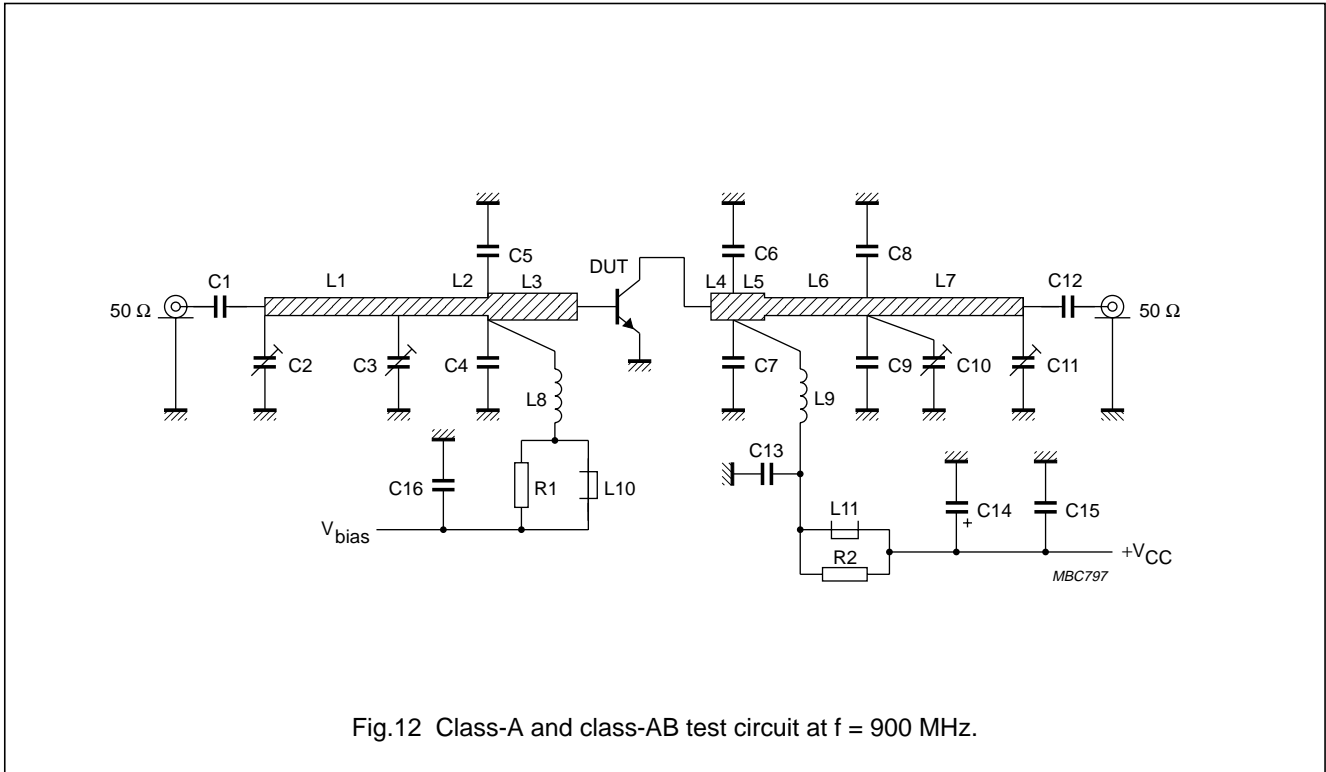 C5
C6
C8
DUT
C1
L1
L2
L3
L4
L5
L6
L7
C12
50 Ω
50 Ω
C2
C3
C4
C7
C9
C10
C11
L8
L9
C13
C16
R1
L10
L11
C14
C15
+
Vbias
R2
+VCC
MBC797
Fig.12 Class-A and class-AB test circuit at f = 900 MHz.